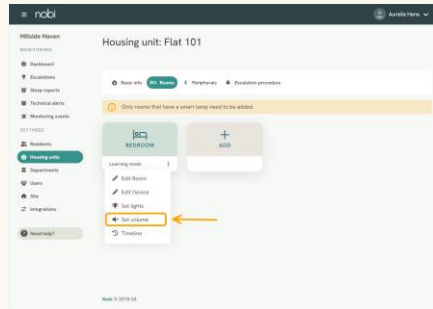 nobi
Aurelie Hens
Hillside Haven
MONITORING
Dashboard
Escalations
Sleep reports
Technical alerts
Monitoring events
SETTINGS
Residents
Housing units
Departments
Users
Site
Integrations
Need help?
Housing unit: Flat 101
Basic info
Rooms
Peripherals
Escalation procedure
Only rooms that have a smart lamp need to be added.
BEDROOM
ADD
Learning mode
Edit Room
Edit Device
Set lights
Set volume
Timeline
Nobi © 2018-24